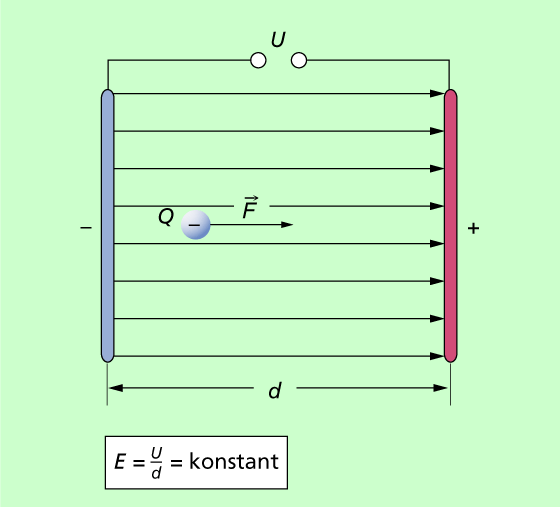 U
Q
F⃗
−
−
+
d
E = U/d = konstant